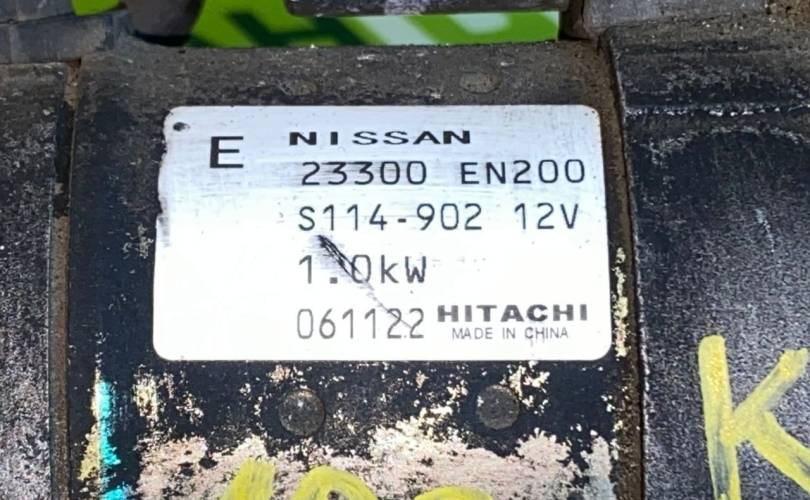 E NISSAN
23300 EN200
S114-902 12V
1.0kW
061122 HITACHI
MADE IN CHINA
K